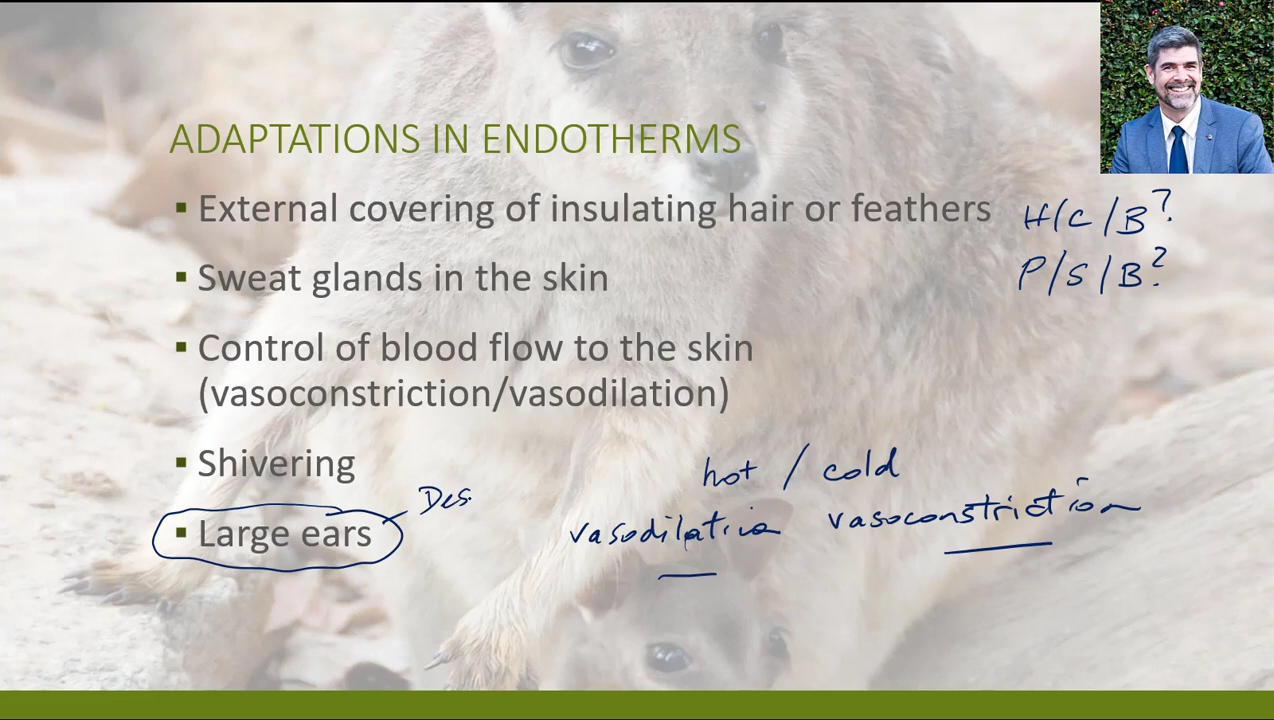 ADAPTATIONS IN ENDOTHERMS
▪ External covering of insulating hair or feathers
H/C/B?
▪ Sweat glands in the skin
P/S/B?
▪ Control of blood flow to the skin
(vasoconstriction/vasodilation)
▪ Shivering
hot / cold
Des.
▪ Large ears
vasodilation vasoconstriction